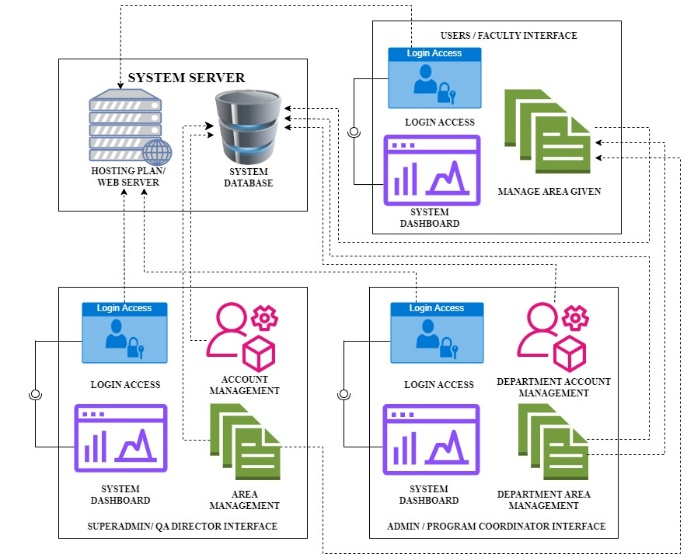 SYSTEM SERVER
HOSTING PLAN/
WEB SERVER
SYSTEM
DATABASE
USERS / FACULTY INTERFACE
Login Access
LOGIN ACCESS
SYSTEM
DASHBOARD
MANAGE AREA GIVEN
Login Access
LOGIN ACCESS
ACCOUNT
MANAGEMENT
SYSTEM
DASHBOARD
AREA
MANAGEMENT
SUPERADMIN/ QA DIRECTOR INTERFACE
Login Access
LOGIN ACCESS
DEPARTMENT ACCOUNT
MANAGEMENT
SYSTEM
DASHBOARD
DEPARTMENT AREA
MANAGEMENT
ADMIN / PROGRAM COORDINATOR INTERFACE